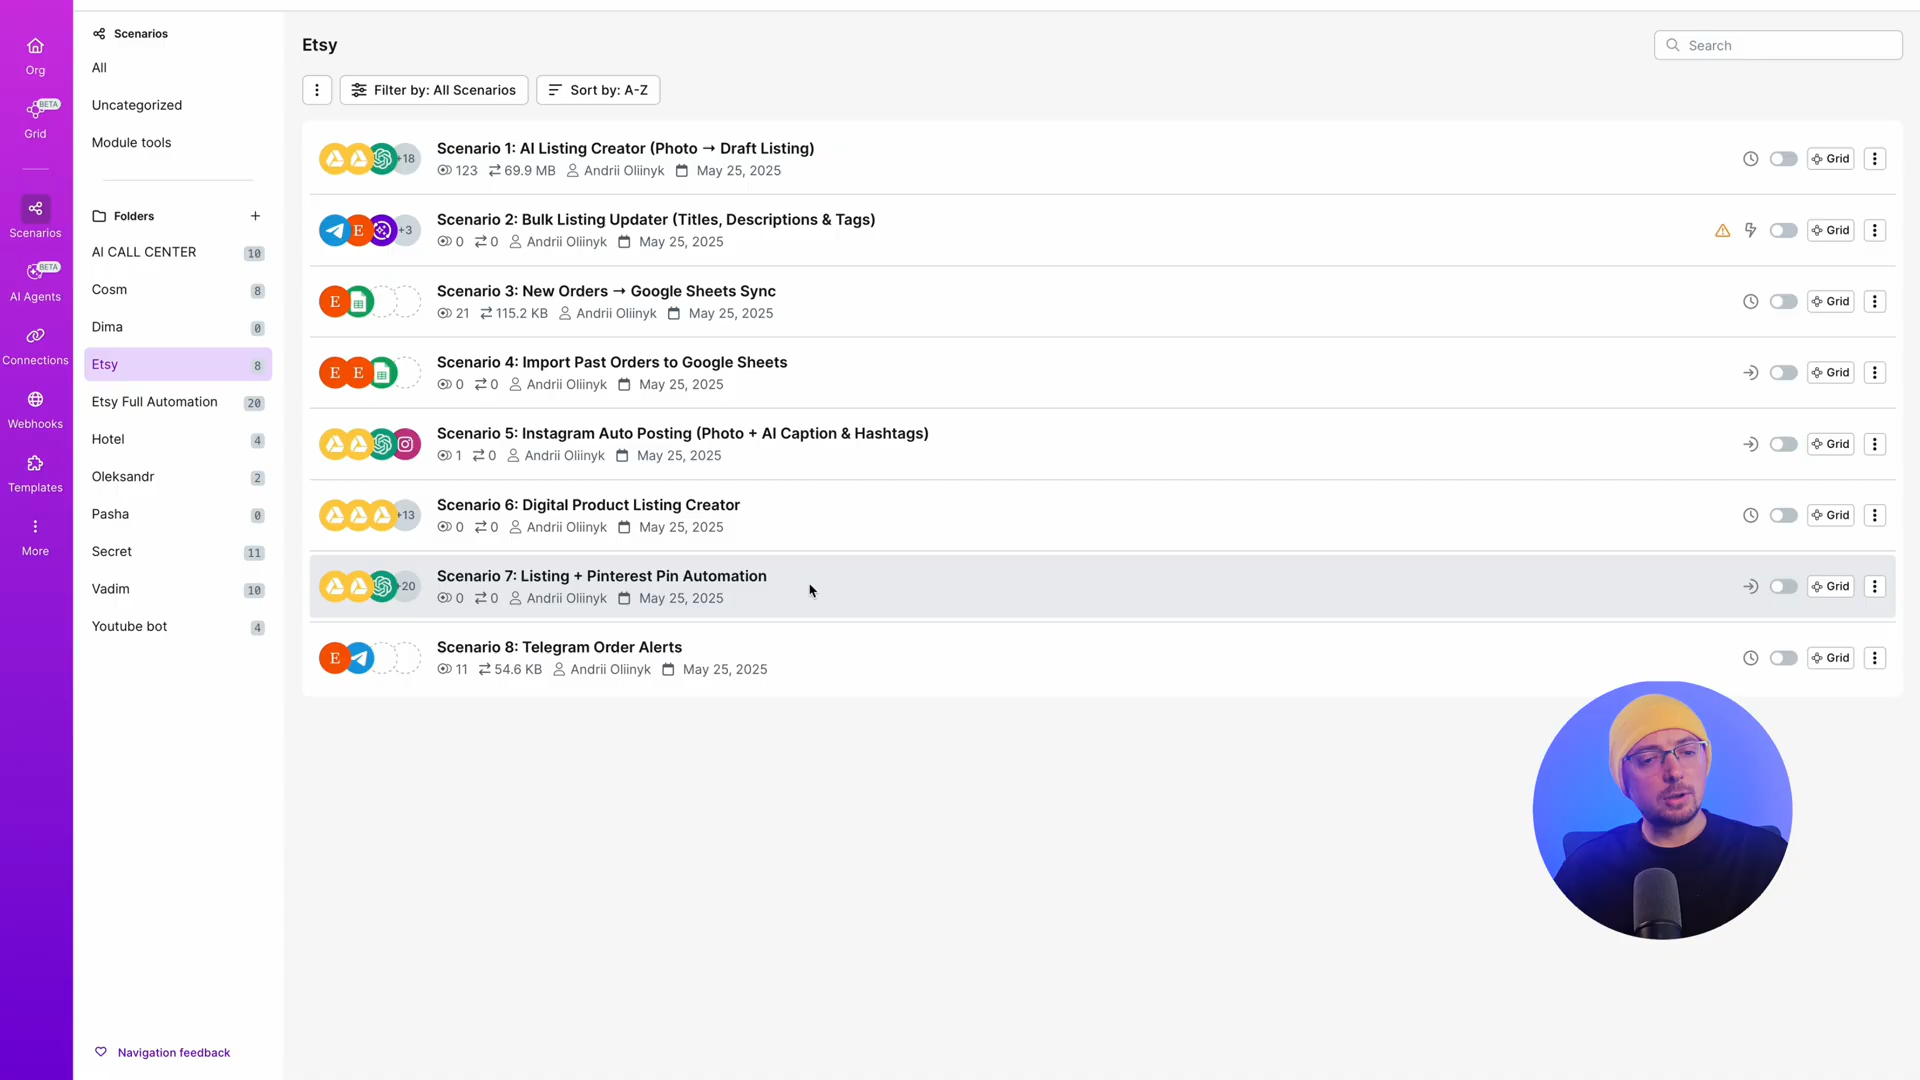 Org
BETA
Grid
Scenarios
BETA
AI Agents
Connections
Webhooks
Templates
More
Scenarios
All
Uncategorized
Module tools
Folders
AI CALL CENTER 10
Cosm 8
Dima 0
Etsy 8
Etsy Full Automation 20
Hotel 4
Oleksandr 2
Pasha 0
Secret 11
Vadim 10
Youtube bot 4
Navigation feedback
Etsy
Search
Filter by: All Scenarios
Sort by: A-Z
+18
Scenario 1: AI Listing Creator (Photo → Draft Listing)
123 69.9 MB Andrii Oliinyk May 25, 2025
Grid
E +3
Scenario 2: Bulk Listing Updater (Titles, Descriptions & Tags)
0 0 Andrii Oliinyk May 25, 2025
Grid
E
Scenario 3: New Orders → Google Sheets Sync
21 115.2 KB Andrii Oliinyk May 25, 2025
Grid
E E
Scenario 4: Import Past Orders to Google Sheets
0 0 Andrii Oliinyk May 25, 2025
Grid
Scenario 5: Instagram Auto Posting (Photo + AI Caption & Hashtags)
1 0 Andrii Oliinyk May 25, 2025
Grid
+13
Scenario 6: Digital Product Listing Creator
0 0 Andrii Oliinyk May 25, 2025
Grid
+20
Scenario 7: Listing + Pinterest Pin Automation
0 0 Andrii Oliinyk May 25, 2025
Grid
E
Scenario 8: Telegram Order Alerts
11 54.6 KB Andrii Oliinyk May 25, 2025
Grid